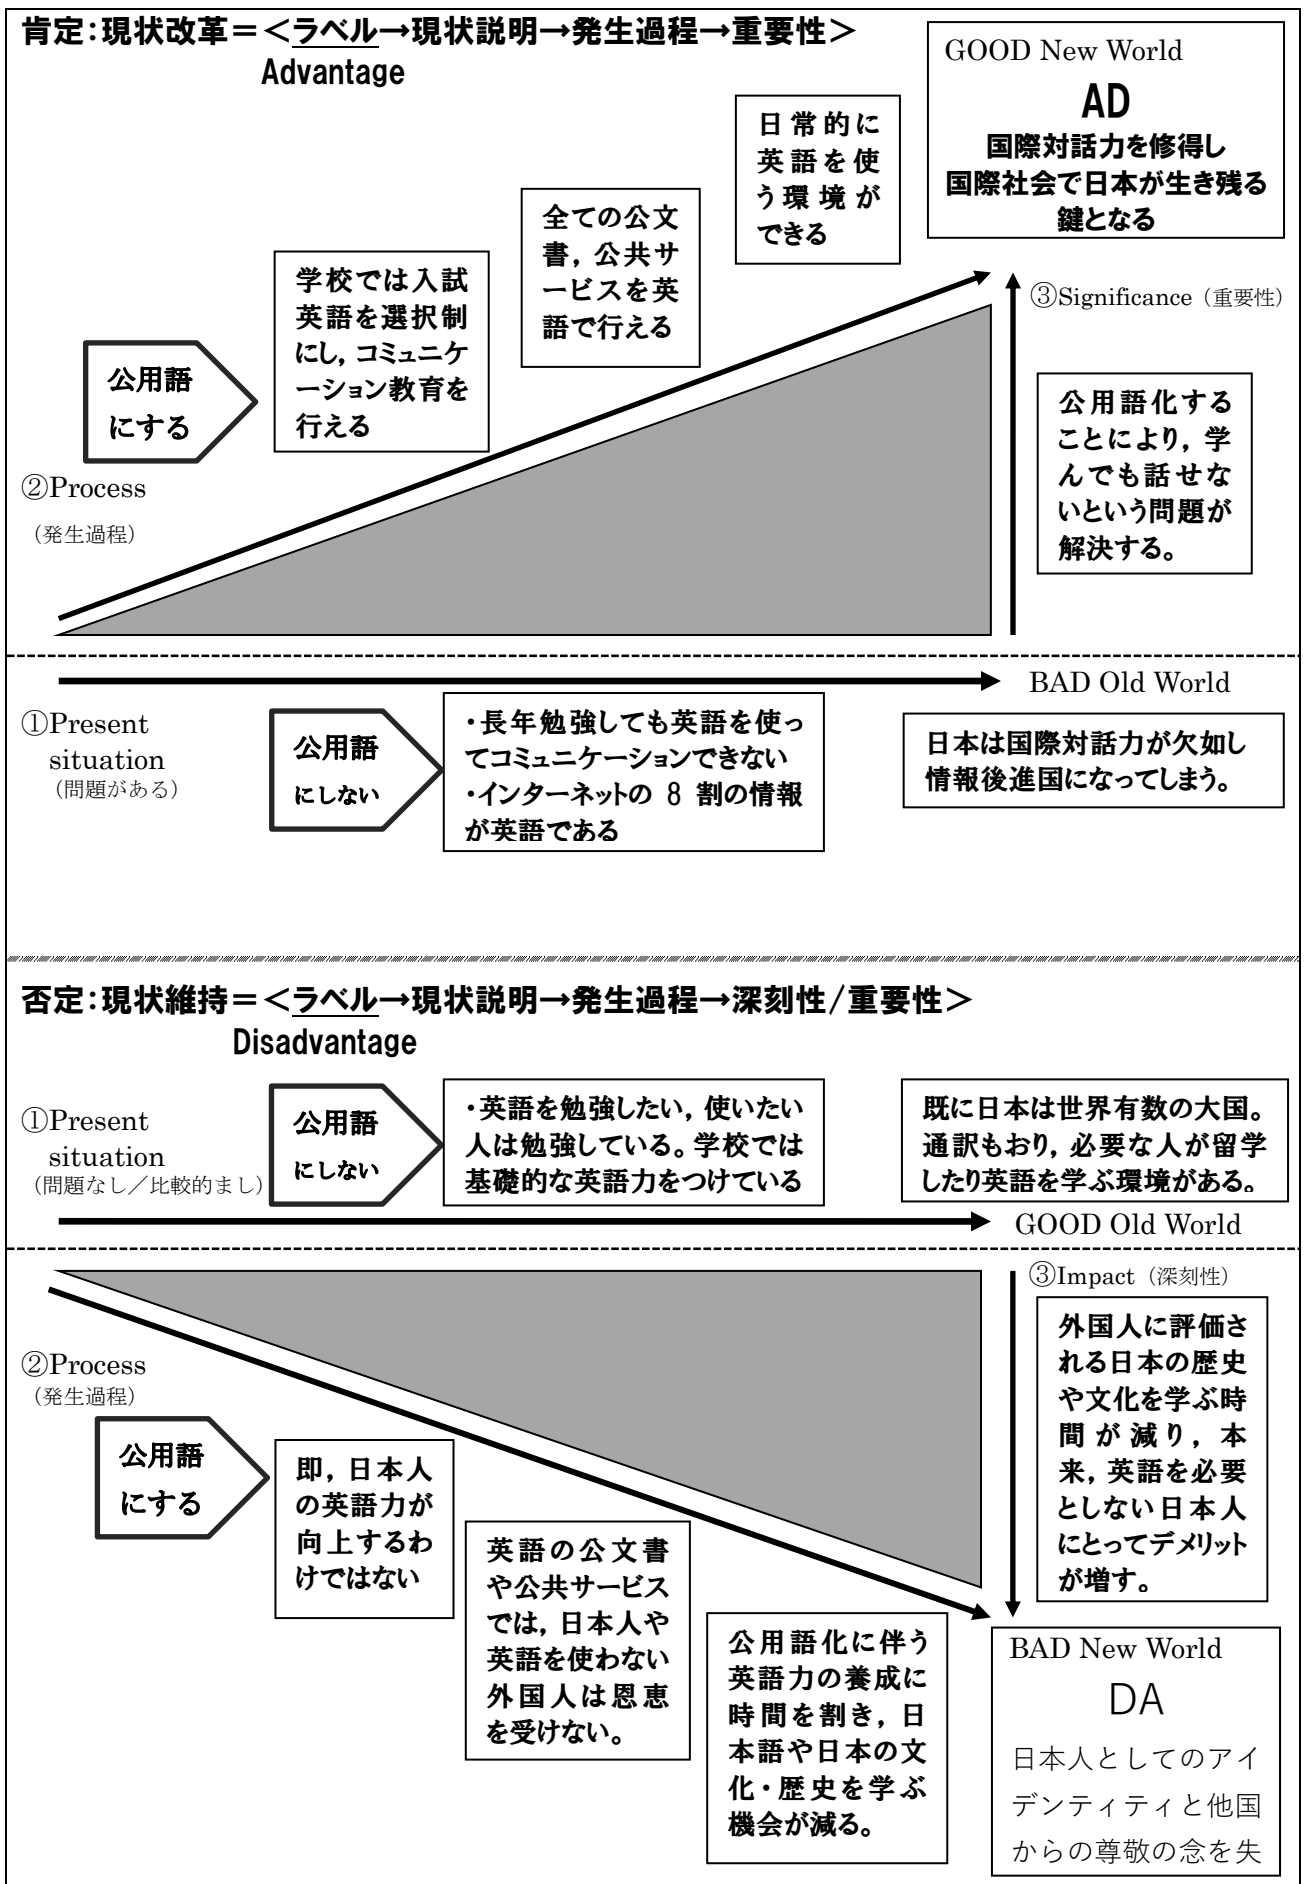 肯定：現状改革＝＜ラベル→現状説明→発生過程→重要性＞
Advantage
GOOD New World
AD
国際対話力を修得し
国際社会で日本が生き残る
鍵となる
日常的に
英語を使
う環境が
できる
全ての公文
書，公共サ
ービスを英
語で行える
学校では入試
英語を選択制
にし，コミュニケ
ーション教育を
行える
公用語
にする
②Process
（発生過程）
③Significance（重要性）
公用語化する
ことにより，学
んでも話せな
いという問題が
解決する。
BAD Old World
①Present
situation
（問題がある）
公用語
にしない
・長年勉強しても英語を使っ
てコミュニケーションできない
・インターネットの 8 割の情報
が英語である
日本は国際対話力が欠如し
情報後進国になってしまう。
否定：現状維持＝＜ラベル→現状説明→発生過程→深刻性/重要性＞
Disadvantage
①Present
situation
（問題なし／比較的まし）
公用語
にしない
・英語を勉強したい，使いたい
人は勉強している。学校では
基礎的な英語力をつけている
既に日本は世界有数の大国。
通訳もおり，必要な人が留学
したり英語を学ぶ環境がある。
GOOD Old World
③Impact（深刻性）
外国人に評価さ
れる日本の歴史
や文化を学ぶ時
間が減り，本
来，英語を必要
としない日本人
にとってデメリット
が増す。
②Process
（発生過程）
公用語
にする
即，日本人
の英語力が
向上するわ
けではない
英語の公文書
や公共サービス
では，日本人や
英語を使わない
外国人は恩恵
を受けない。
公用語化に伴う
英語力の養成に
時間を割き，日
本語や日本の文
化・歴史を学ぶ
機会が減る。
BAD New World
DA
日本人としてのアイ
デンティティと他国
からの尊敬の念を失